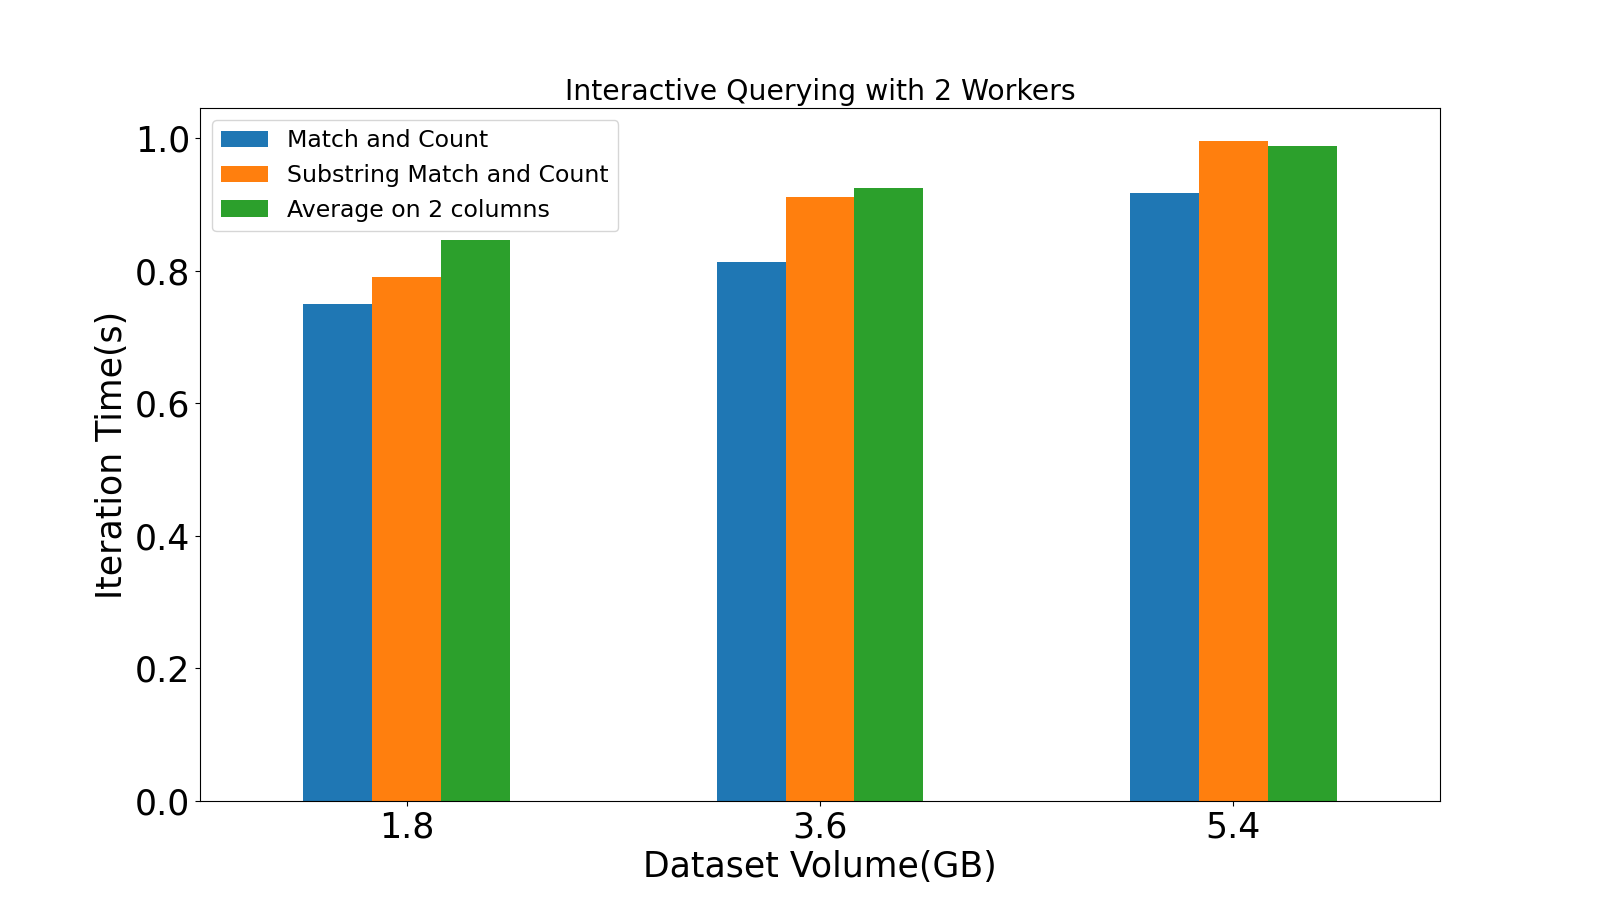 Interactive Querying with 2 Workers
Match and Count
Substring Match and Count
Average on 2 columns
1.0
0.8
0.6
0.4
0.2
0.0
Iteration Time(s)
1.8 3.6 5.4
Dataset Volume(GB)